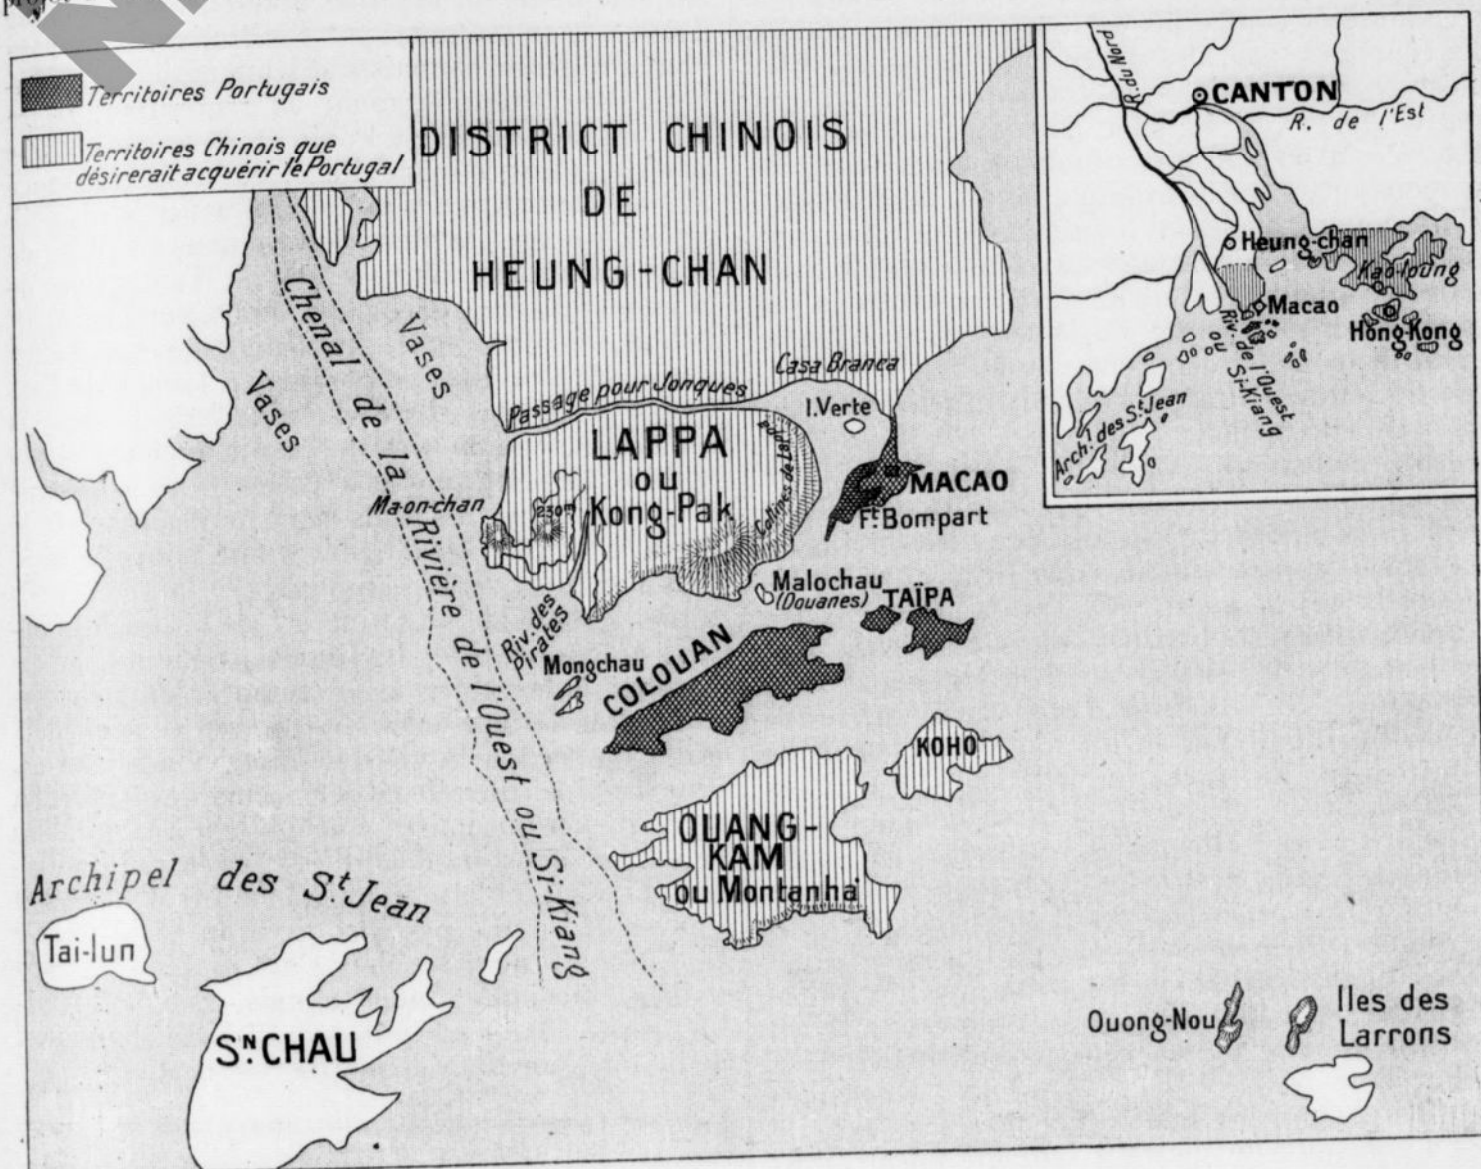 Territoires Portugais
Territoires Chinois que
désirerait acquérir le Portugal
DISTRICT CHINOIS
DE
HEUNG-CHAN
Chenal de la Rivière de l'Ouest ou Si-Kiang
Vases
Vases
Passage pour Jonques
Casa Branca
I. Verte
LAPPA
ou
Kong-Pak
Collines de Lappa
230m
Ma-on-chan
MACAO
Ft. Bompart
Malochau
(Douanes)
TAÏPA
Riv. des
Pirates
Mongchau
COLOUAN
KOHO
OUANG-
KAM
ou Montanha
Archipel des St. Jean
Tai-lun
SN. CHAU
Ouong-Nou
Iles des
Larrons
R. du Nord
CANTON
R. de l'Est
Heung-chan
Kao-loung
Macao
Hong-Kong
Riv. de l'Ouest
ou
Si-Kiang
Archl. des St. Jean